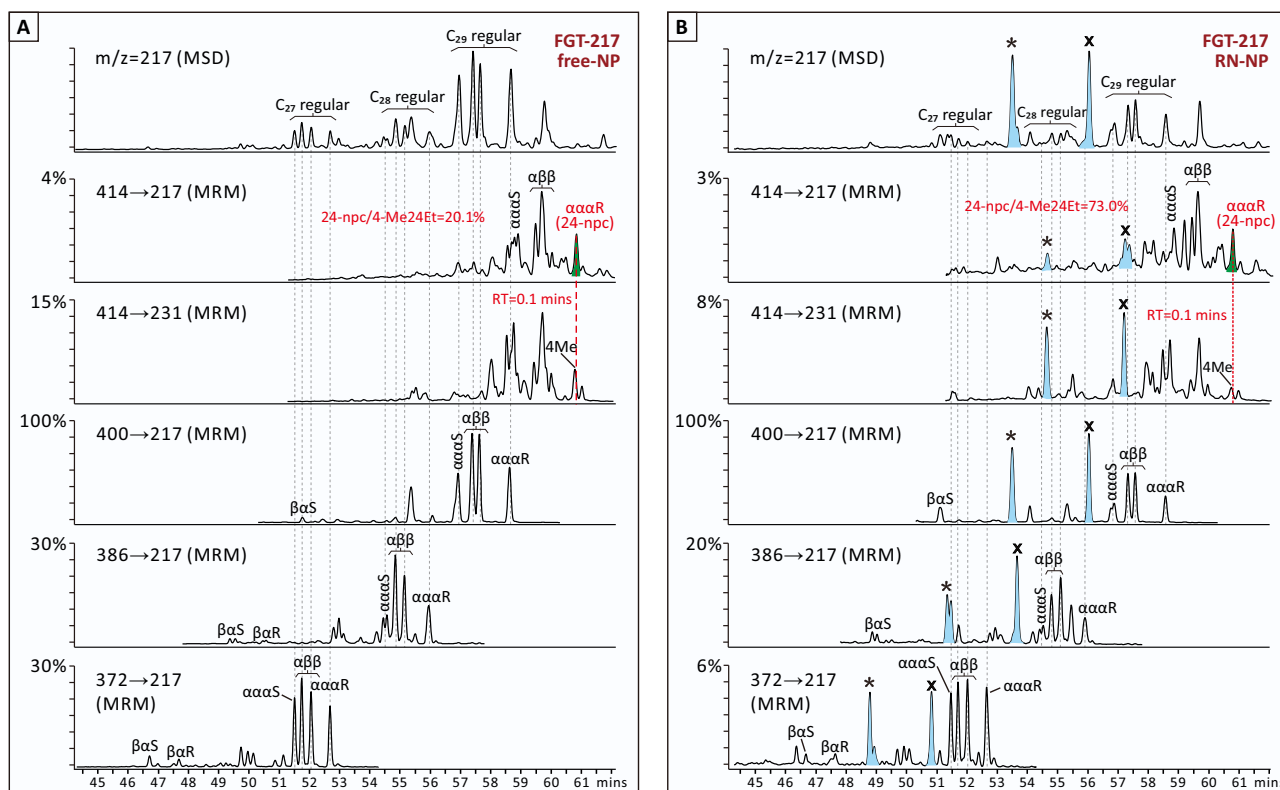 A
FGT-217
free-NP
m/z=217 (MSD)
C₂₇ regular
C₂₈ regular
C₂₉ regular
4%
414→217 (MRM)
24-npc/4-Me24Et=20.1%
αααS
αββ
αααR
(24-npc)
15%
414→231 (MRM)
RT=0.1 mins
4Me
100%
400→217 (MRM)
βαS
αααS
αββ
αααR
30%
386→217 (MRM)
βαS
βαR
αααS
αββ
αααR
30%
372→217
(MRM)
βαS
βαR
αααS
αββ
αααR
45 46 47 48 49 50 51 52 53 54 55 56 57 58 59 60 61 mins
B
FGT-217
RN-NP
m/z=217 (MSD)
*
x
C₂₇ regular
C₂₈ regular
C₂₉ regular
3%
414→217 (MRM)
24-npc/4-Me24Et=73.0%
*
x
αααS
αββ
αααR
(24-npc)
8%
414→231 (MRM)
*
x
RT=0.1 mins
4Me
100%
400→217 (MRM)
βαS
*
x
αααS
αββ
αααR
20%
386→217 (MRM)
βαS
*
x
αααS
αββ
αααR
6%
372→217
(MRM)
βαS
βαR
*
x
αααS
αββ
αααR
45 46 47 48 49 50 51 52 53 54 55 56 57 58 59 60 61 mins